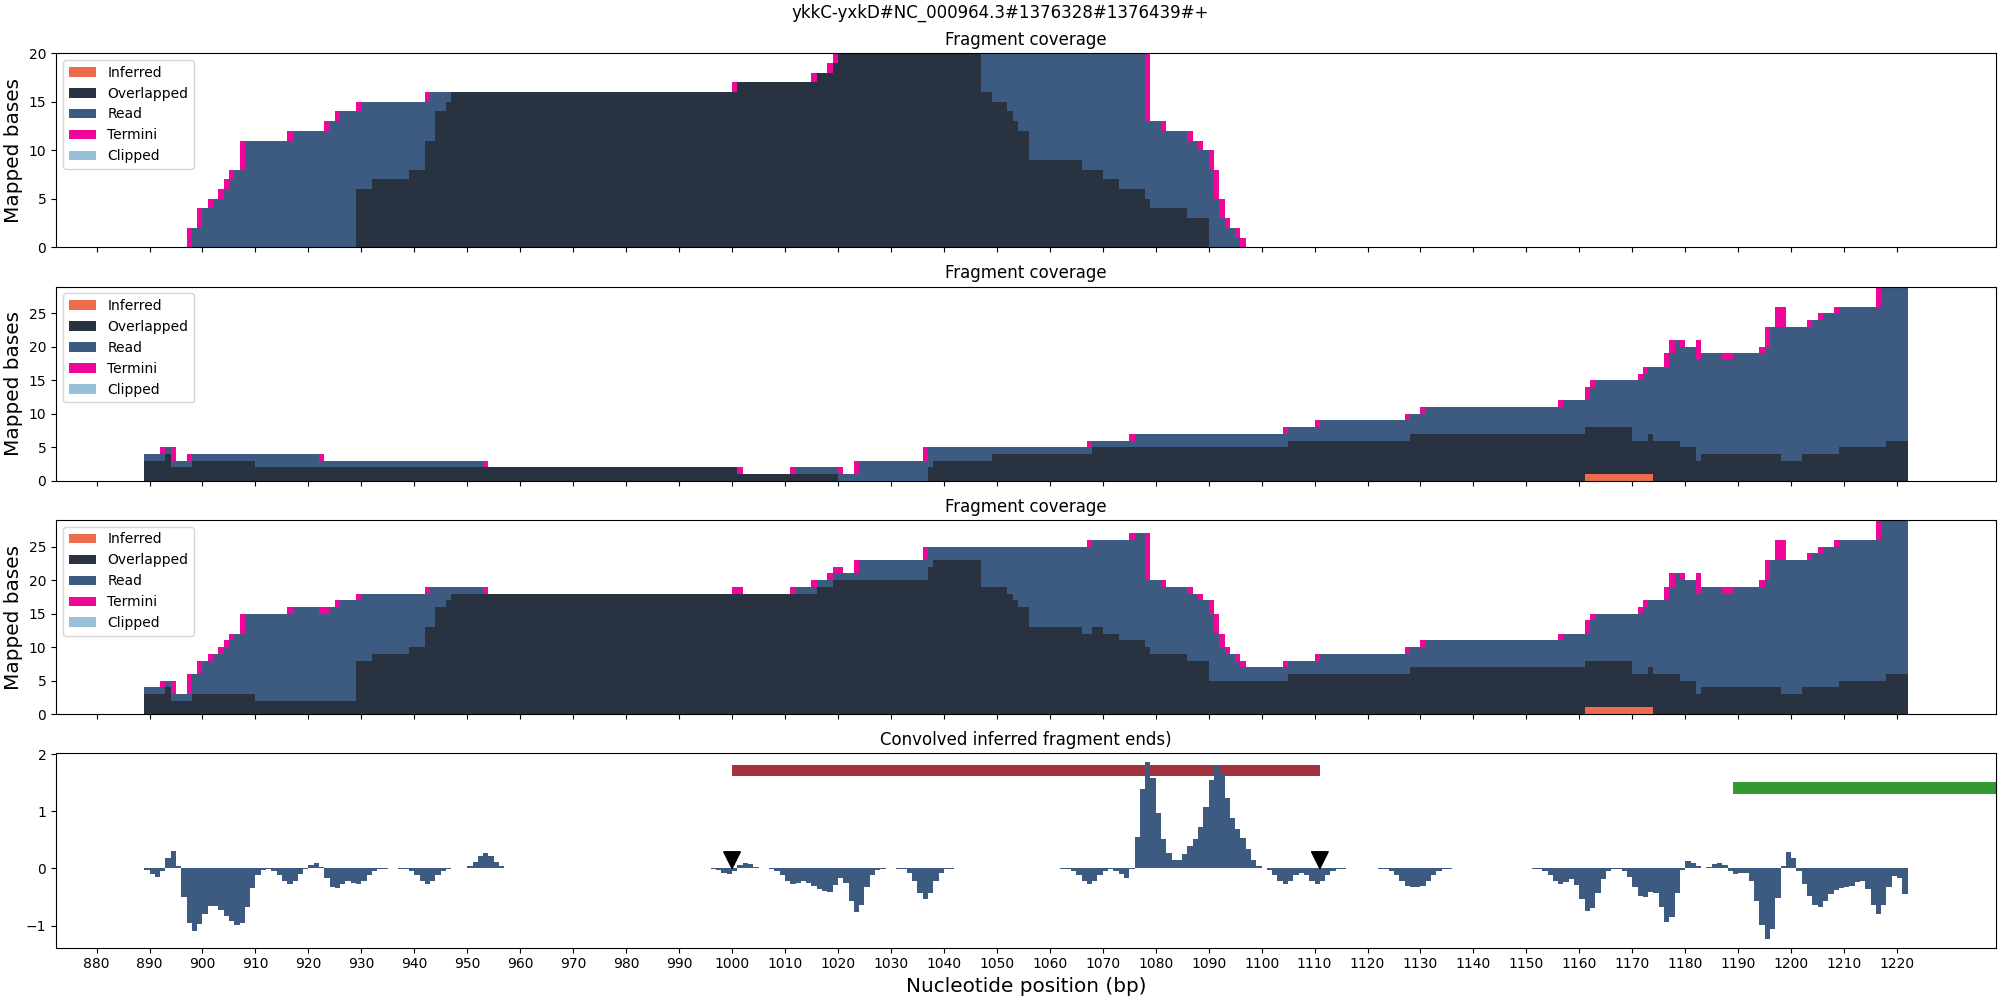 ykkC-yxkD#NC_000964.3#1376328#1376439#+
Fragment coverage
Mapped bases
20
15
10
5
0
Inferred
Overlapped
Read
Termini
Clipped
Fragment coverage
Mapped bases
25
20
15
10
5
0
Inferred
Overlapped
Read
Termini
Clipped
Fragment coverage
Mapped bases
25
20
15
10
5
0
Inferred
Overlapped
Read
Termini
Clipped
Convolved inferred fragment ends)
2
1
0
−1
880 890 900 910 920 930 940 950 960 970 980 990 1000 1010 1020 1030 1040 1050 1060 1070 1080 1090 1100 1110 1120 1130 1140 1150 1160 1170 1180 1190 1200 1210 1220
Nucleotide position (bp)